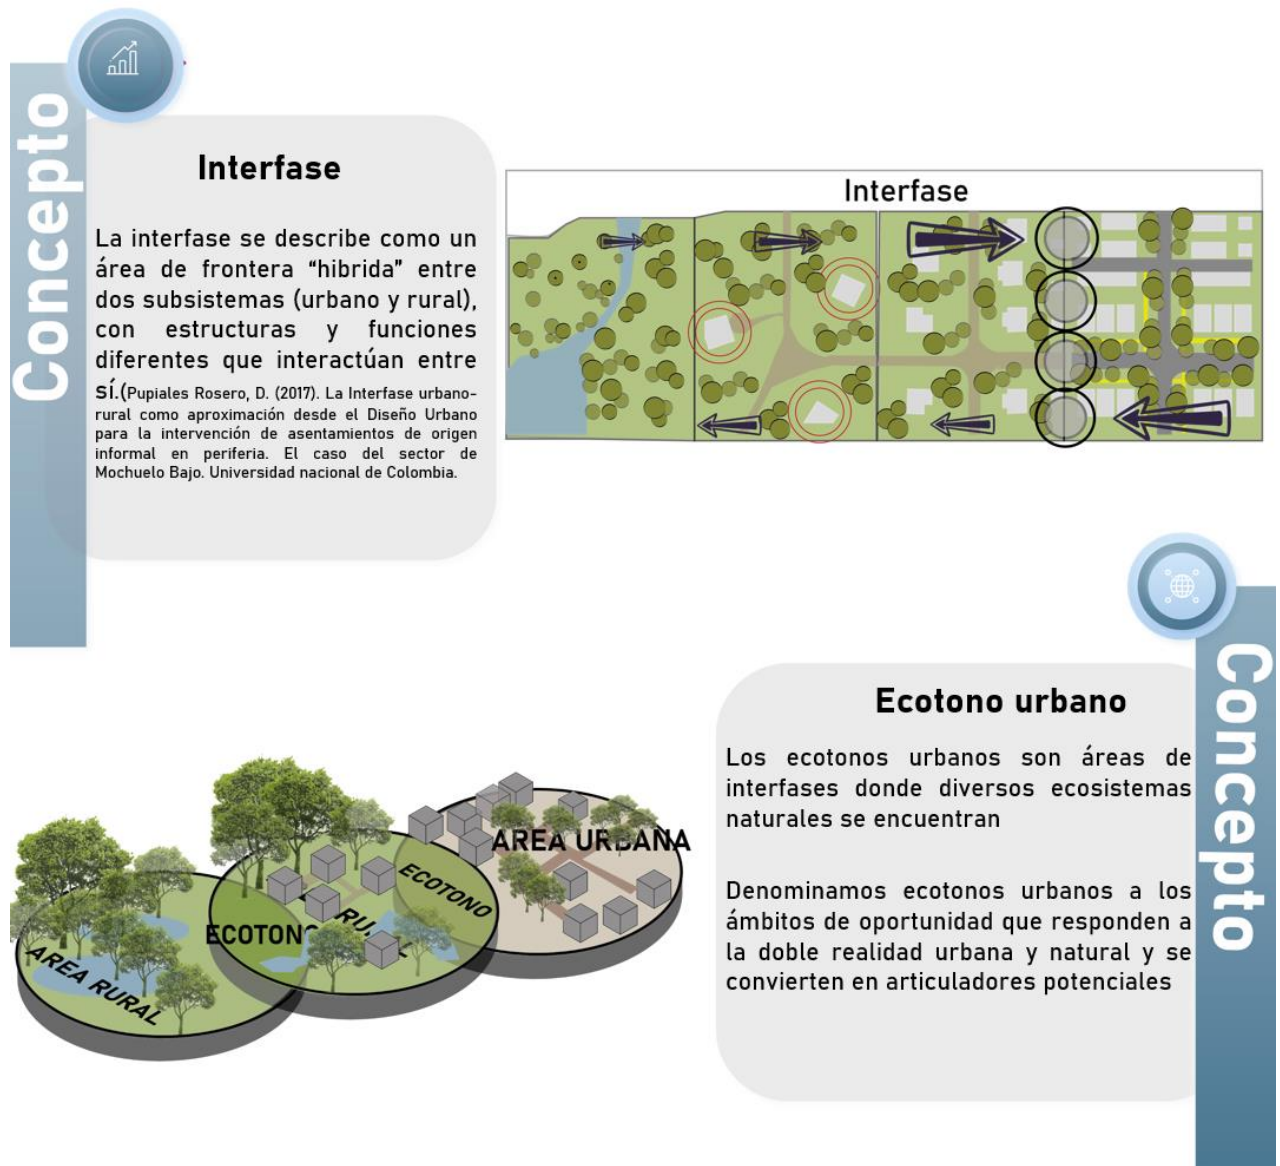 Concepto
Interfase
La interfase se describe como un
área de frontera “hibrida” entre
dos subsistemas (urbano y rural),
con estructuras y funciones
diferentes que interactúan entre
sí.(Pupiales Rosero, D. (2017). La Interfase urbano-
rural como aproximación desde el Diseño Urbano
para la intervención de asentamientos de origen
informal en periferia. El caso del sector de
Mochuelo Bajo. Universidad nacional de Colombia.
Interfase
Concepto
Ecotono urbano
Los ecotonos urbanos son áreas de
interfases donde diversos ecosistemas
naturales se encuentran
Denominamos ecotonos urbanos a los
ámbitos de oportunidad que responden a
la doble realidad urbana y natural y se
convierten en articuladores potenciales
AREA URBANA
ECOTONO
ECOTONO
AREA RURAL